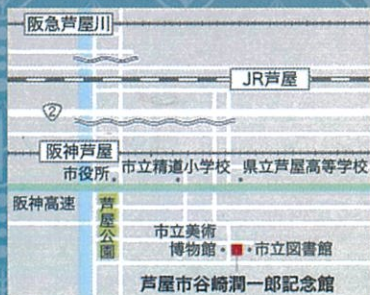 阪急芦屋川
JR芦屋
2
阪神芦屋
市役所
市立精道小学校
県立芦屋高等学校
阪神高速
芦屋公園
市立美術
博物館
市立図書館
芦屋市谷崎潤一郎記念館